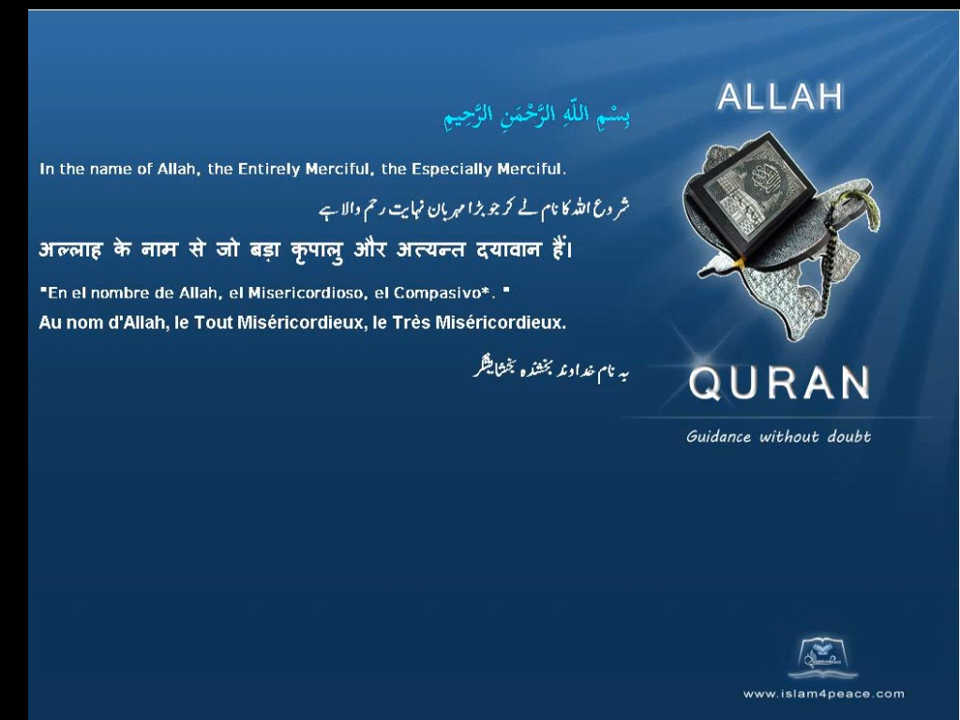 بِسْمِ اللّهِ الرَّحْمَنِ الرَّحِيمِ
In the name of Allah, the Entirely Merciful, the Especially Merciful.
شروع اللہ کا نام لے کر جو بڑا مہربان نہایت رحم والا ہے
अल्लाह के नाम से जो बड़ा कृपालु और अत्यन्त दयावान हैं।
"En el nombre de Allah, el Misericordioso, el Compasivo*. "
Au nom d'Allah, le Tout Miséricordieux, le Très Miséricordieux.
به نام خداوند بخشنده بخشایشگر
ALLAH
QURAN
Guidance without doubt
www.islam4peace.com